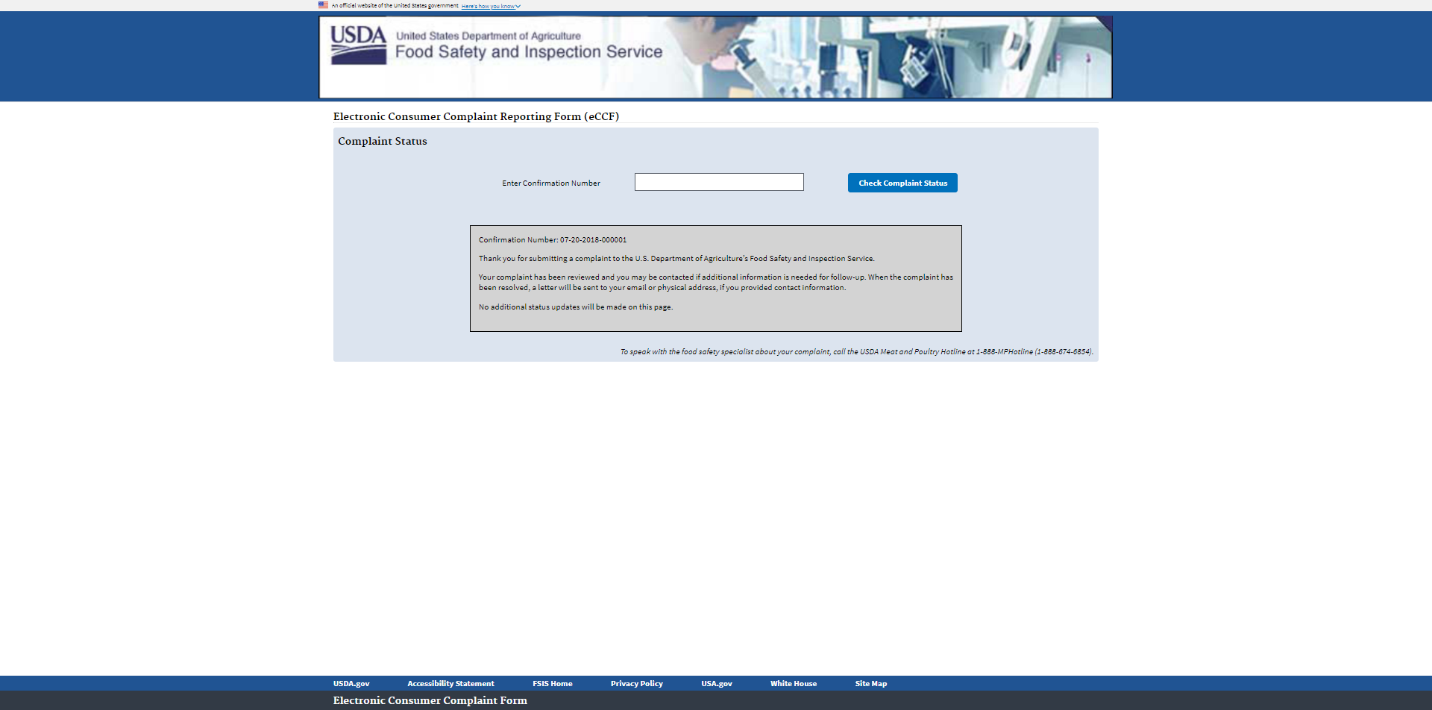 An official website of the United States government Here's how you know
USDA
United States Department of Agriculture
Food Safety and Inspection Service
Electronic Consumer Complaint Reporting Form (eCCF)
Complaint Status
Enter Confirmation Number
Check Complaint Status
Confirmation Number: 07-20-2018-000001
Thank you for submitting a complaint to the U.S. Department of Agriculture's Food Safety and Inspection Service.
Your complaint has been reviewed and you may be contacted if additional information is needed for follow-up. When the complaint has
been resolved, a letter will be sent to your email or physical address, if you provided contact information.
No additional status updates will be made on this page.
To speak with the food safety specialist about your complaint, call the USDA Meat and Poultry Hotline at 1-888-MPHotline (1-888-674-6854).
USDA.gov Accessibility Statement FSIS Home Privacy Policy USA.gov White House Site Map
Electronic Consumer Complaint Form